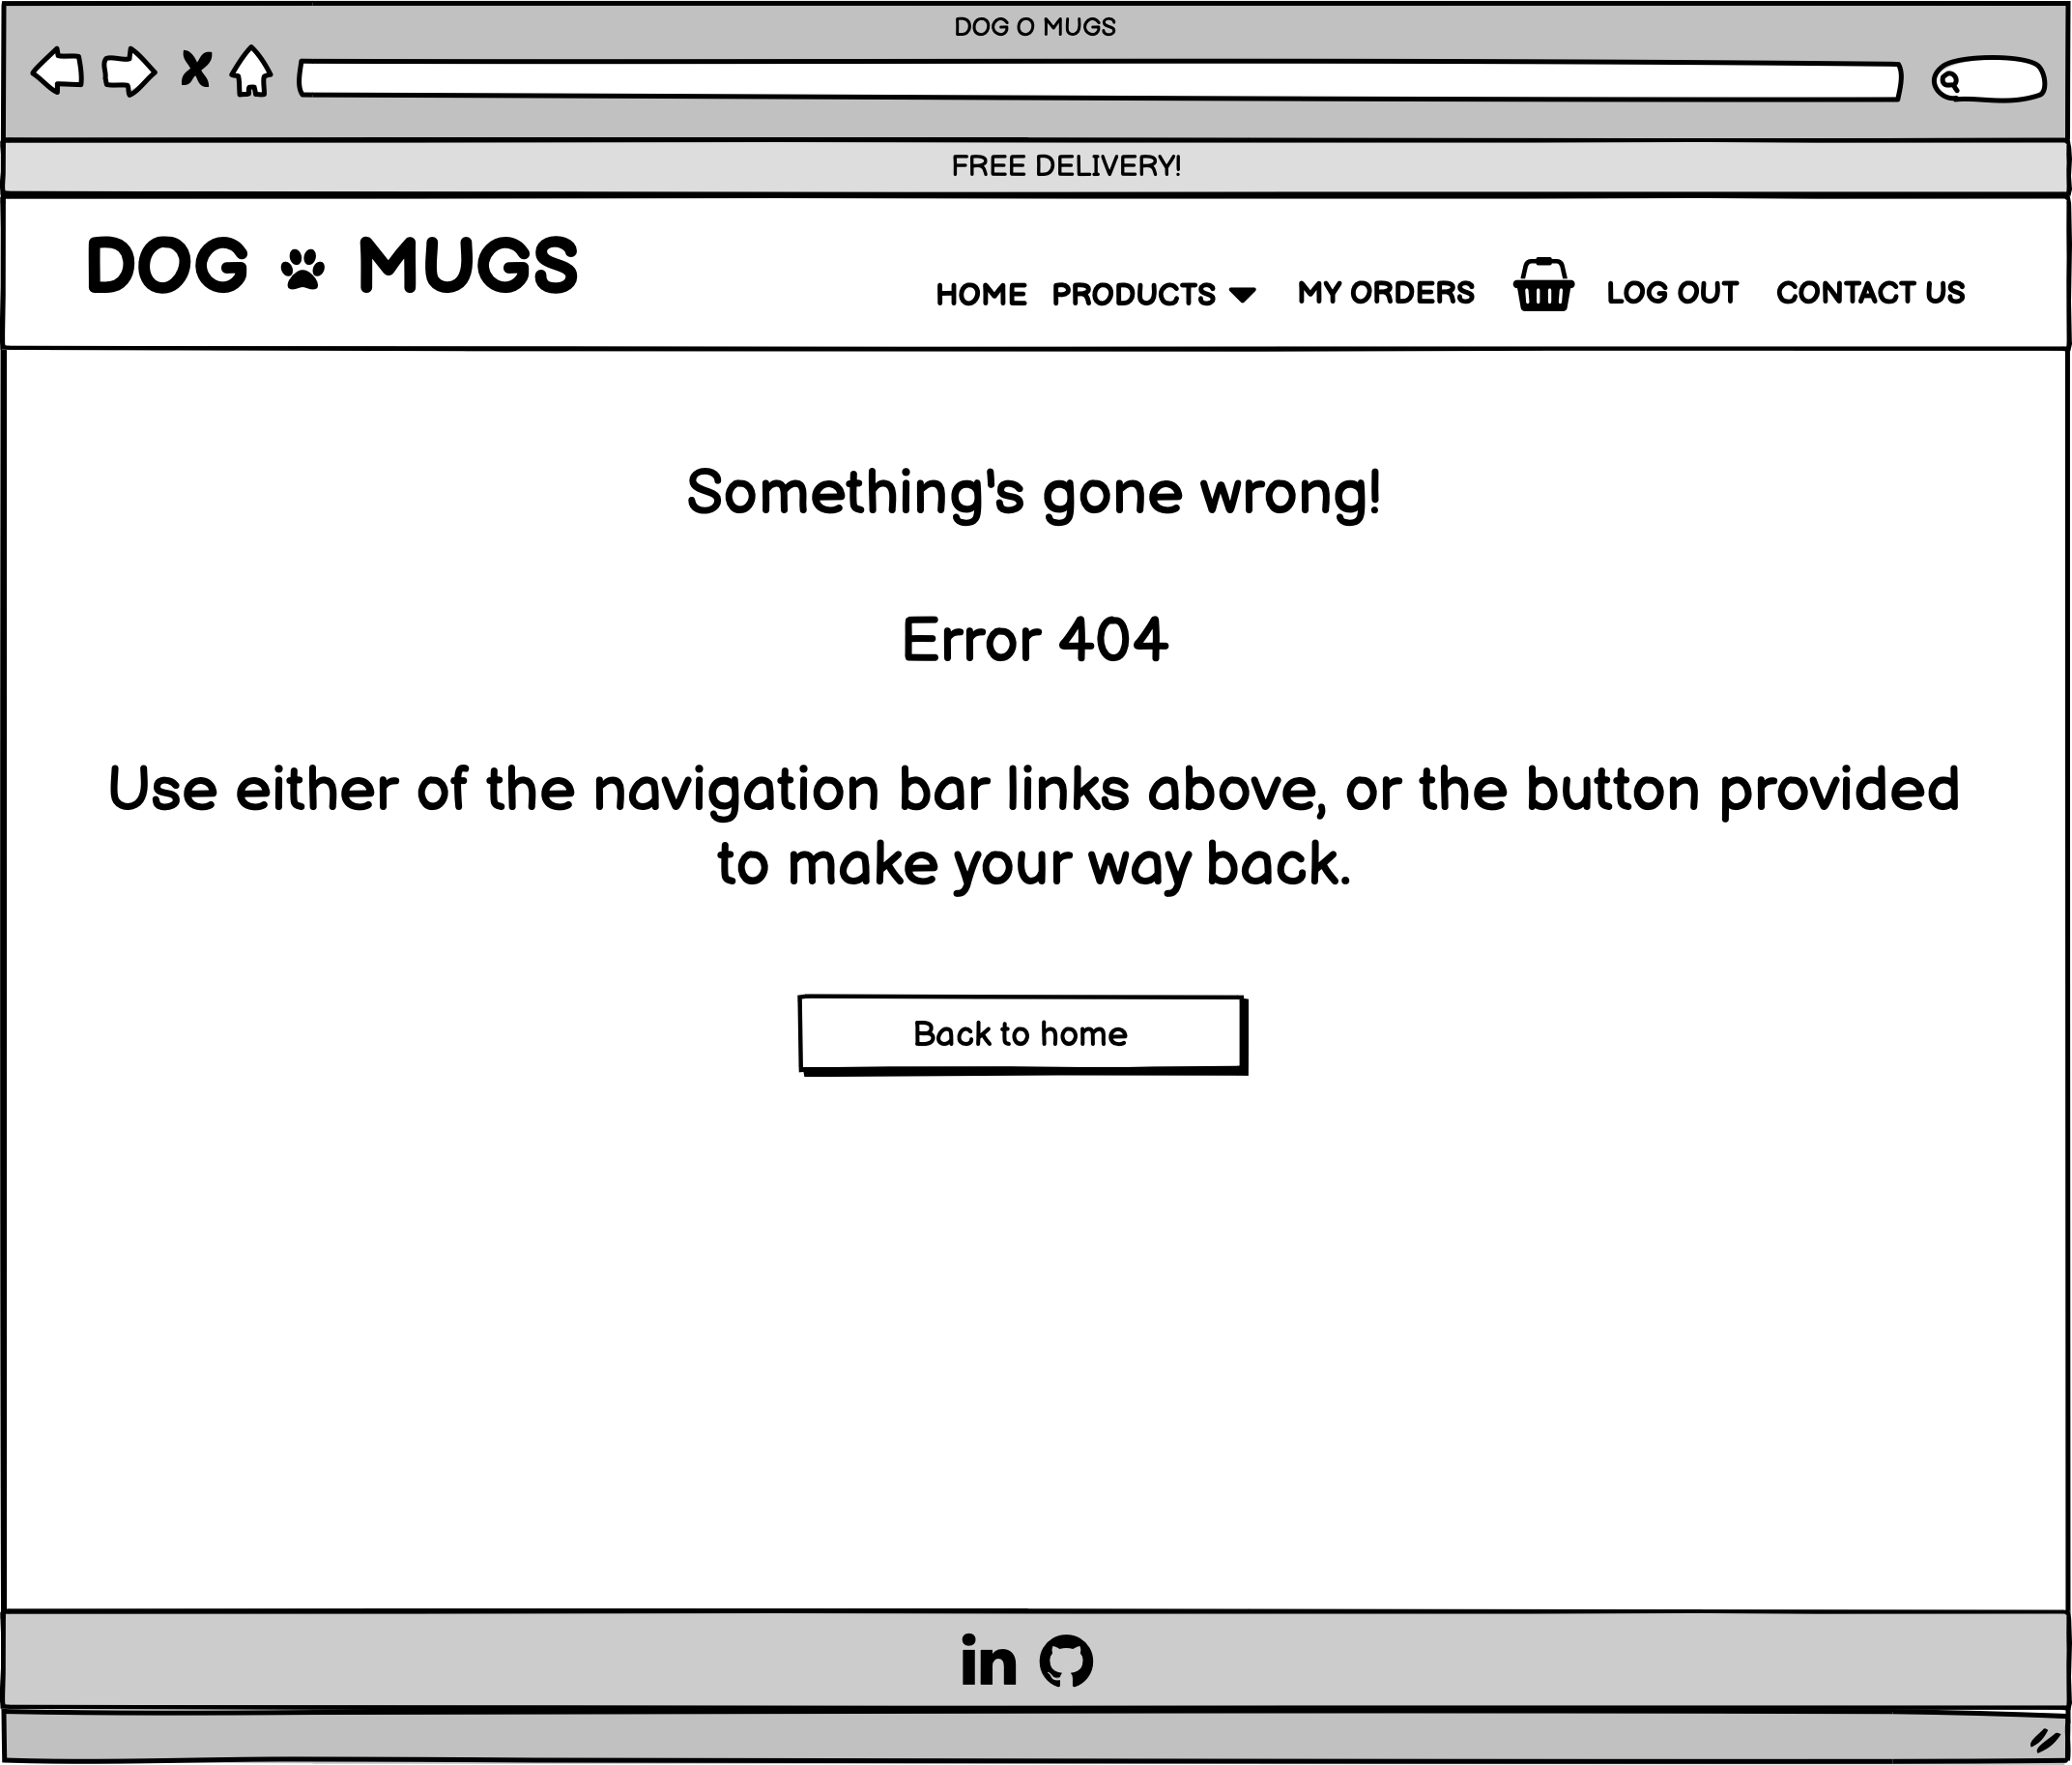 DOG O MUGS
FREE DELIVERY!
DOG MUGS
HOME PRODUCTS MY ORDERS LOG OUT CONTACT US
Something's gone wrong!
Error 404
Use either of the navigation bar links above, or the button provided
to make your way back.
Back to home
in